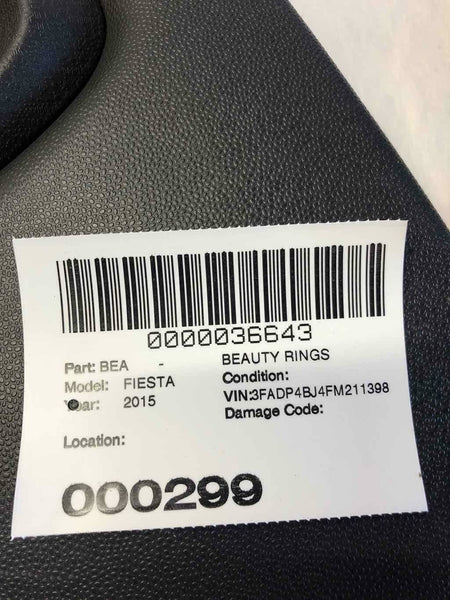 0000036643
Part: BEA - BEAUTY RINGS
Model: FIESTA Condition:
Year: 2015 VIN:3FADP4BJ4FM211398
Damage Code:
Location:
000299